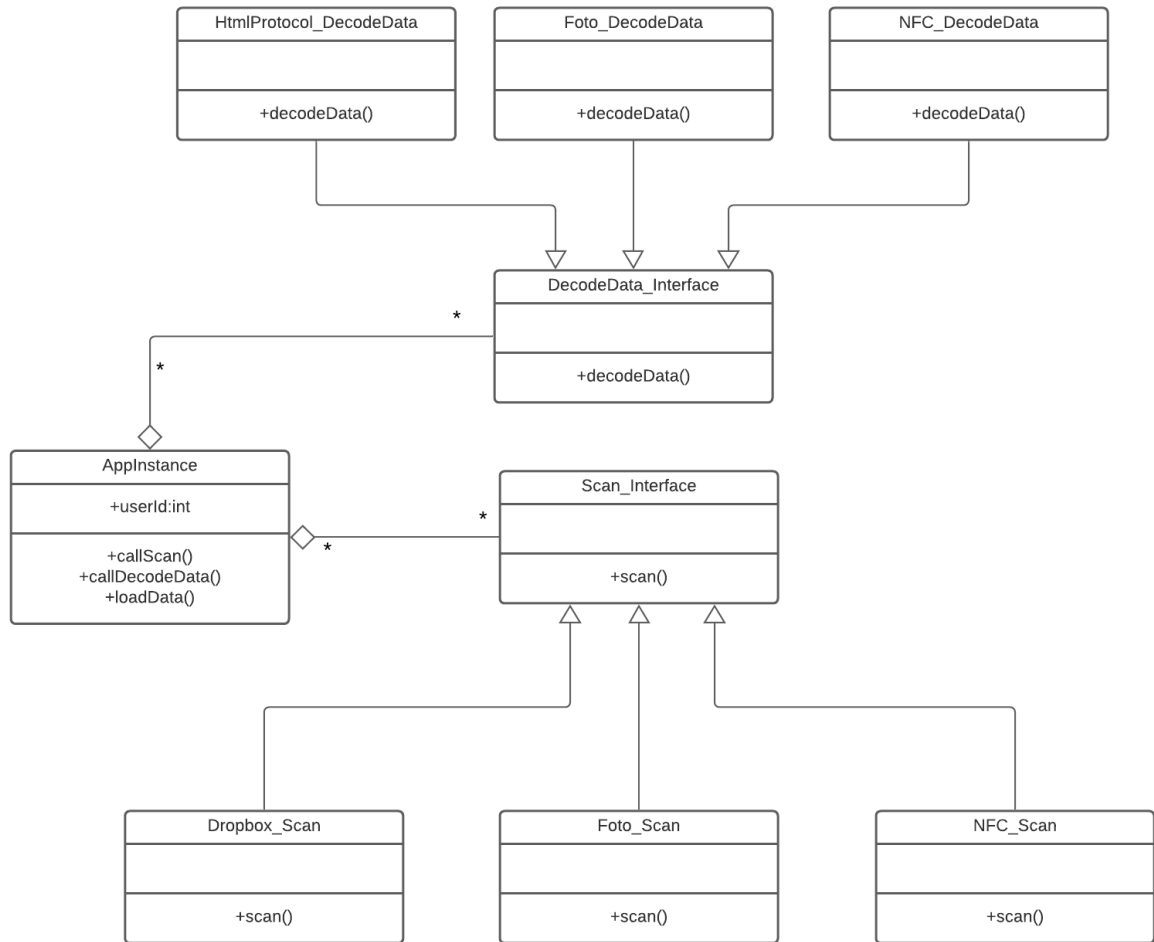 HtmlProtocol_DecodeData
+decodeData()
Foto_DecodeData
+decodeData()
NFC_DecodeData
+decodeData()
DecodeData_Interface
+decodeData()
*
*
AppInstance
+userId:int
+callScan()
+callDecodeData()
+loadData()
*
*
Scan_Interface
+scan()
Dropbox_Scan
+scan()
Foto_Scan
+scan()
NFC_Scan
+scan()